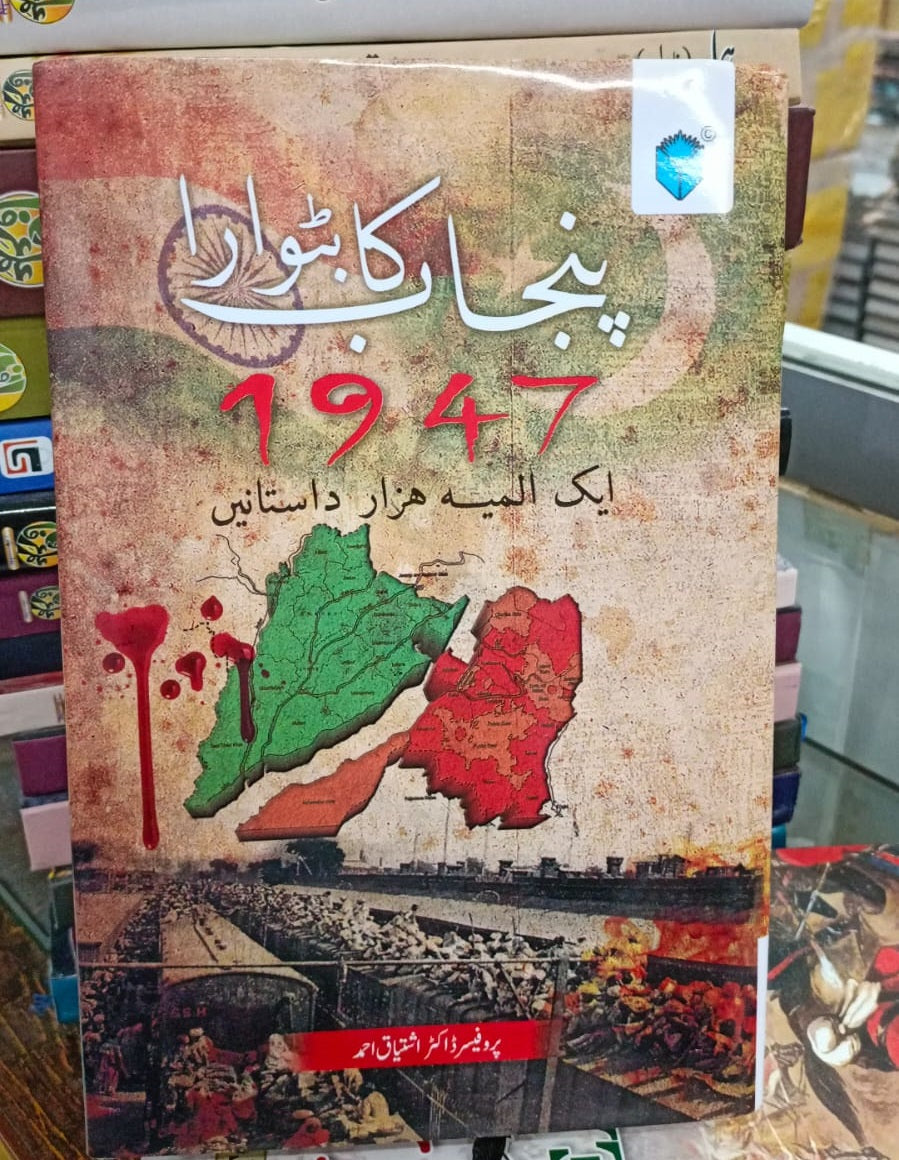 ©
پنجاب کا بٹوارا
1947
ایک المیہ ہزار داستانیں
پروفیسر ڈاکٹر اشتیاق احمد